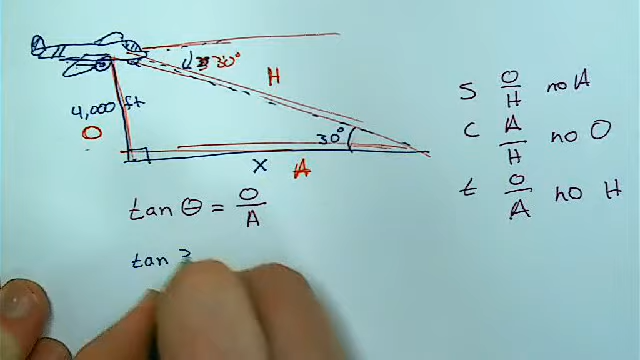 30°
H
4,000 ft
O
30°
x A
S O/H no A
C A/H no O
t O/A no H
tan θ = O/A
tan